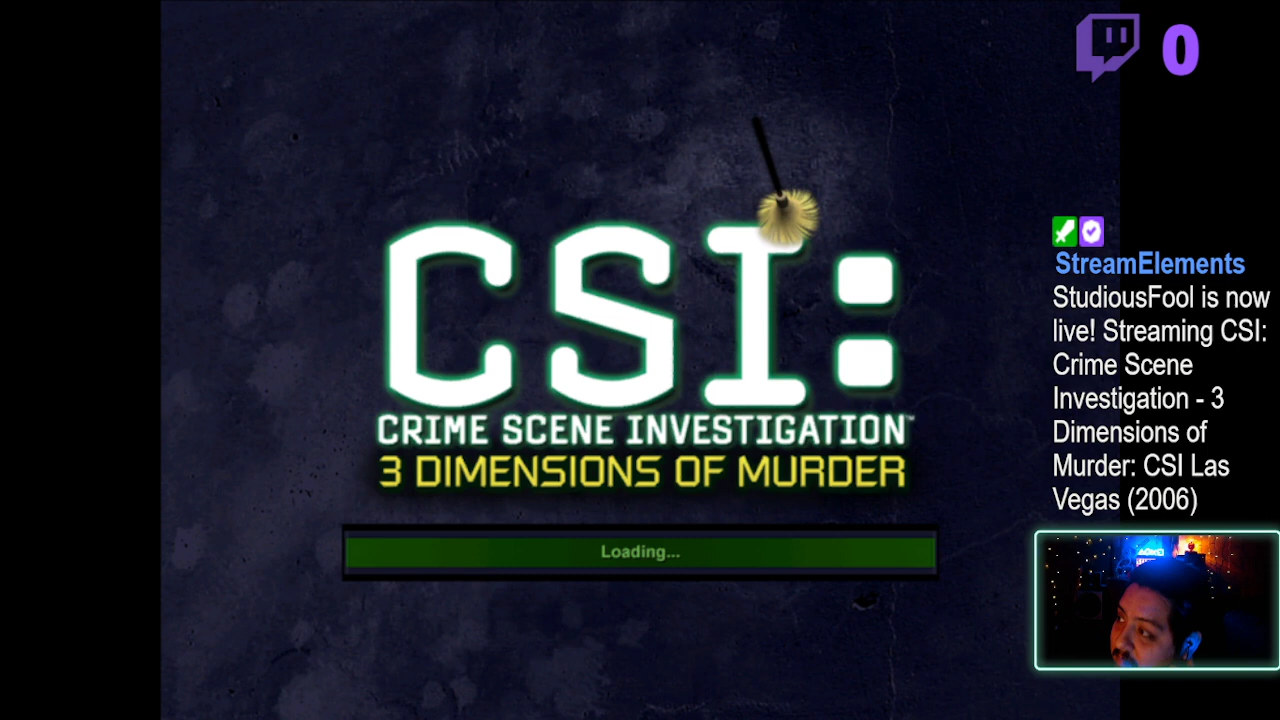 0
CSI:
CRIME SCENE INVESTIGATION™
3 DIMENSIONS OF MURDER
Loading...
StreamElements
StudiousFool is now
live! Streaming CSI:
Crime Scene
Investigation - 3
Dimensions of
Murder: CSI Las
Vegas (2006)